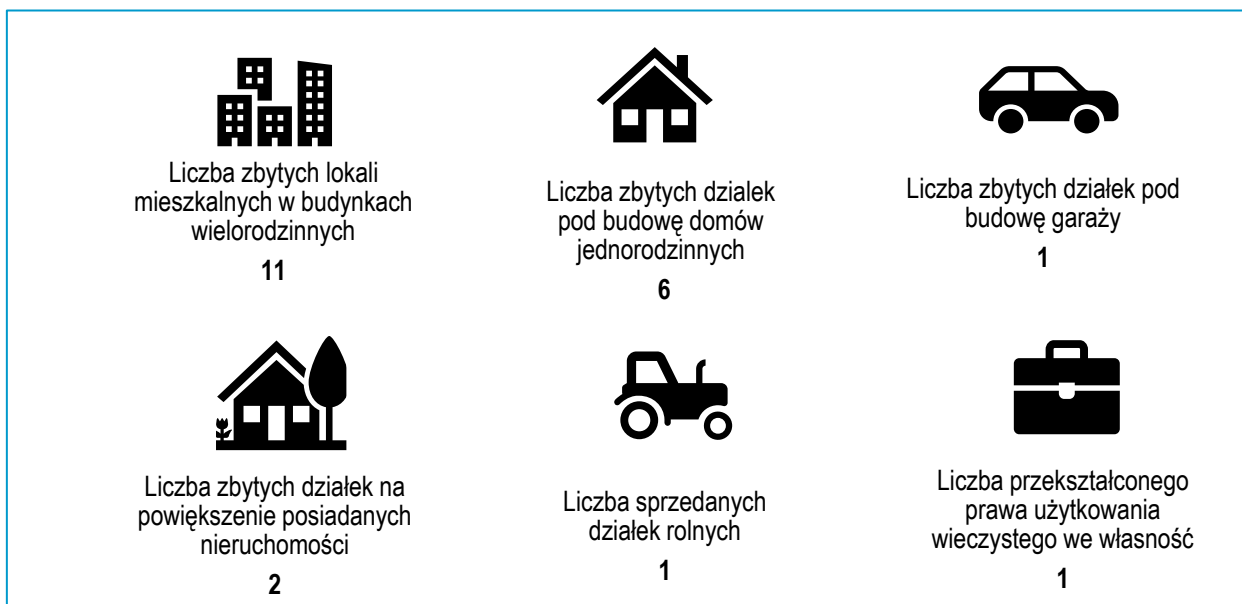 Liczba zbytych lokali
mieszkalnych w budynkach
wielorodzinnych
11
Liczba zbytych dzialek
pod budowę domów
jednorodzinnych
6
Liczba zbytych działek pod
budowę garaży
1
Liczba zbytych działek na
powiększenie posiadanych
nieruchomości
2
Liczba sprzedanych
działek rolnych
1
Liczba przekształconego
prawa użytkowania
wieczystego we własność
1